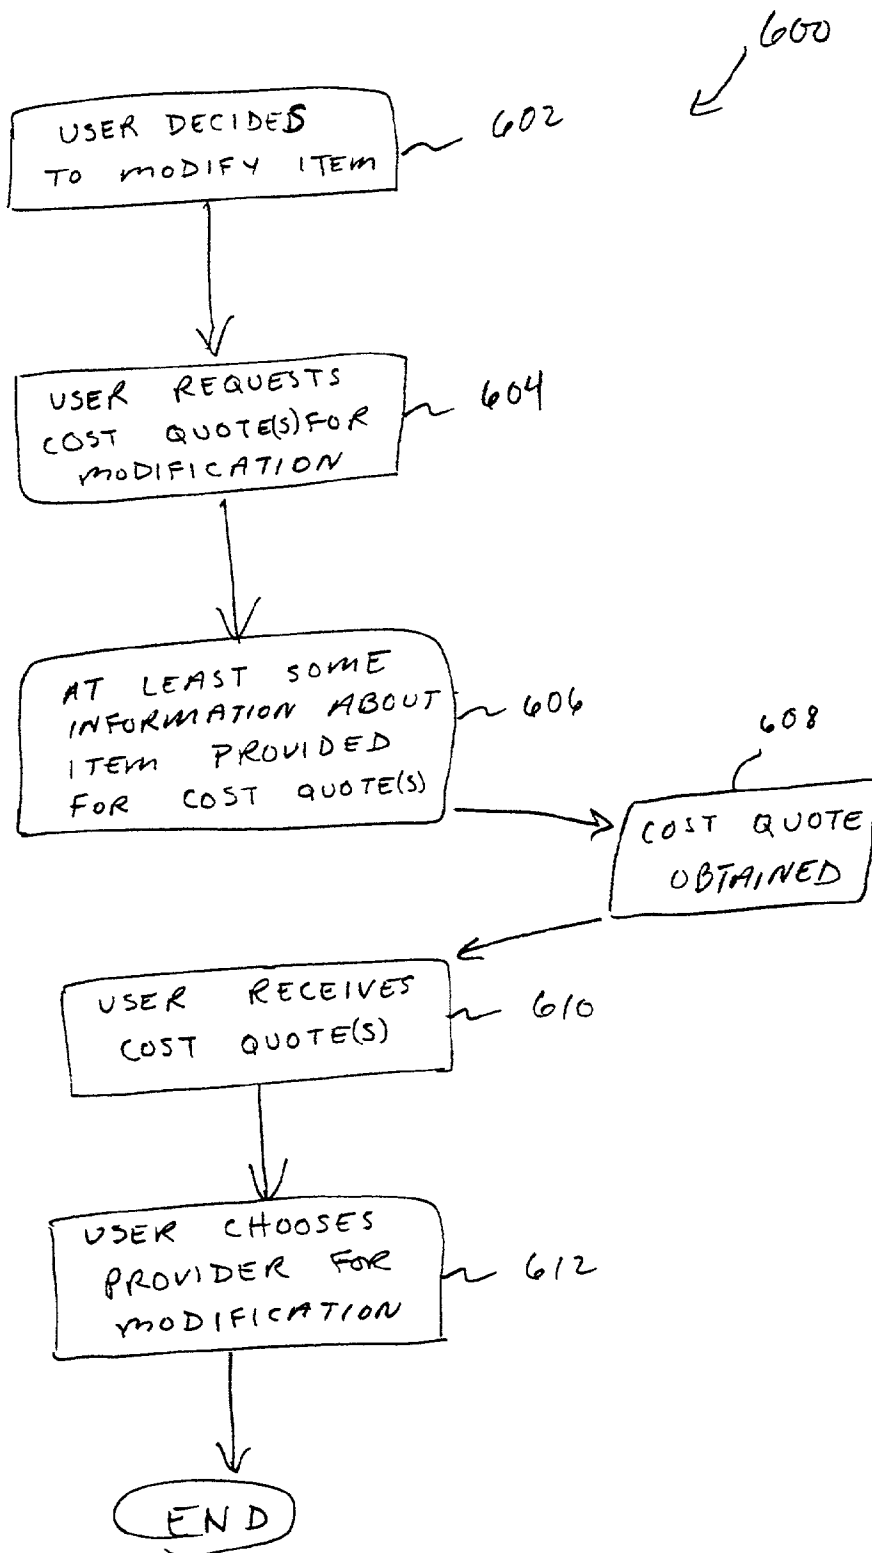 600
USER DECIDES
TO MODIFY ITEM
602
USER REQUESTS
COST QUOTE(S) FOR
MODIFICATION
604
AT LEAST SOME
INFORMATION ABOUT
ITEM PROVIDED
FOR COST QUOTE(S)
606
608
COST QUOTE
OBTAINED
USER RECEIVES
COST QUOTE(S)
610
USER CHOOSES
PROVIDER FOR
MODIFICATION
612
END